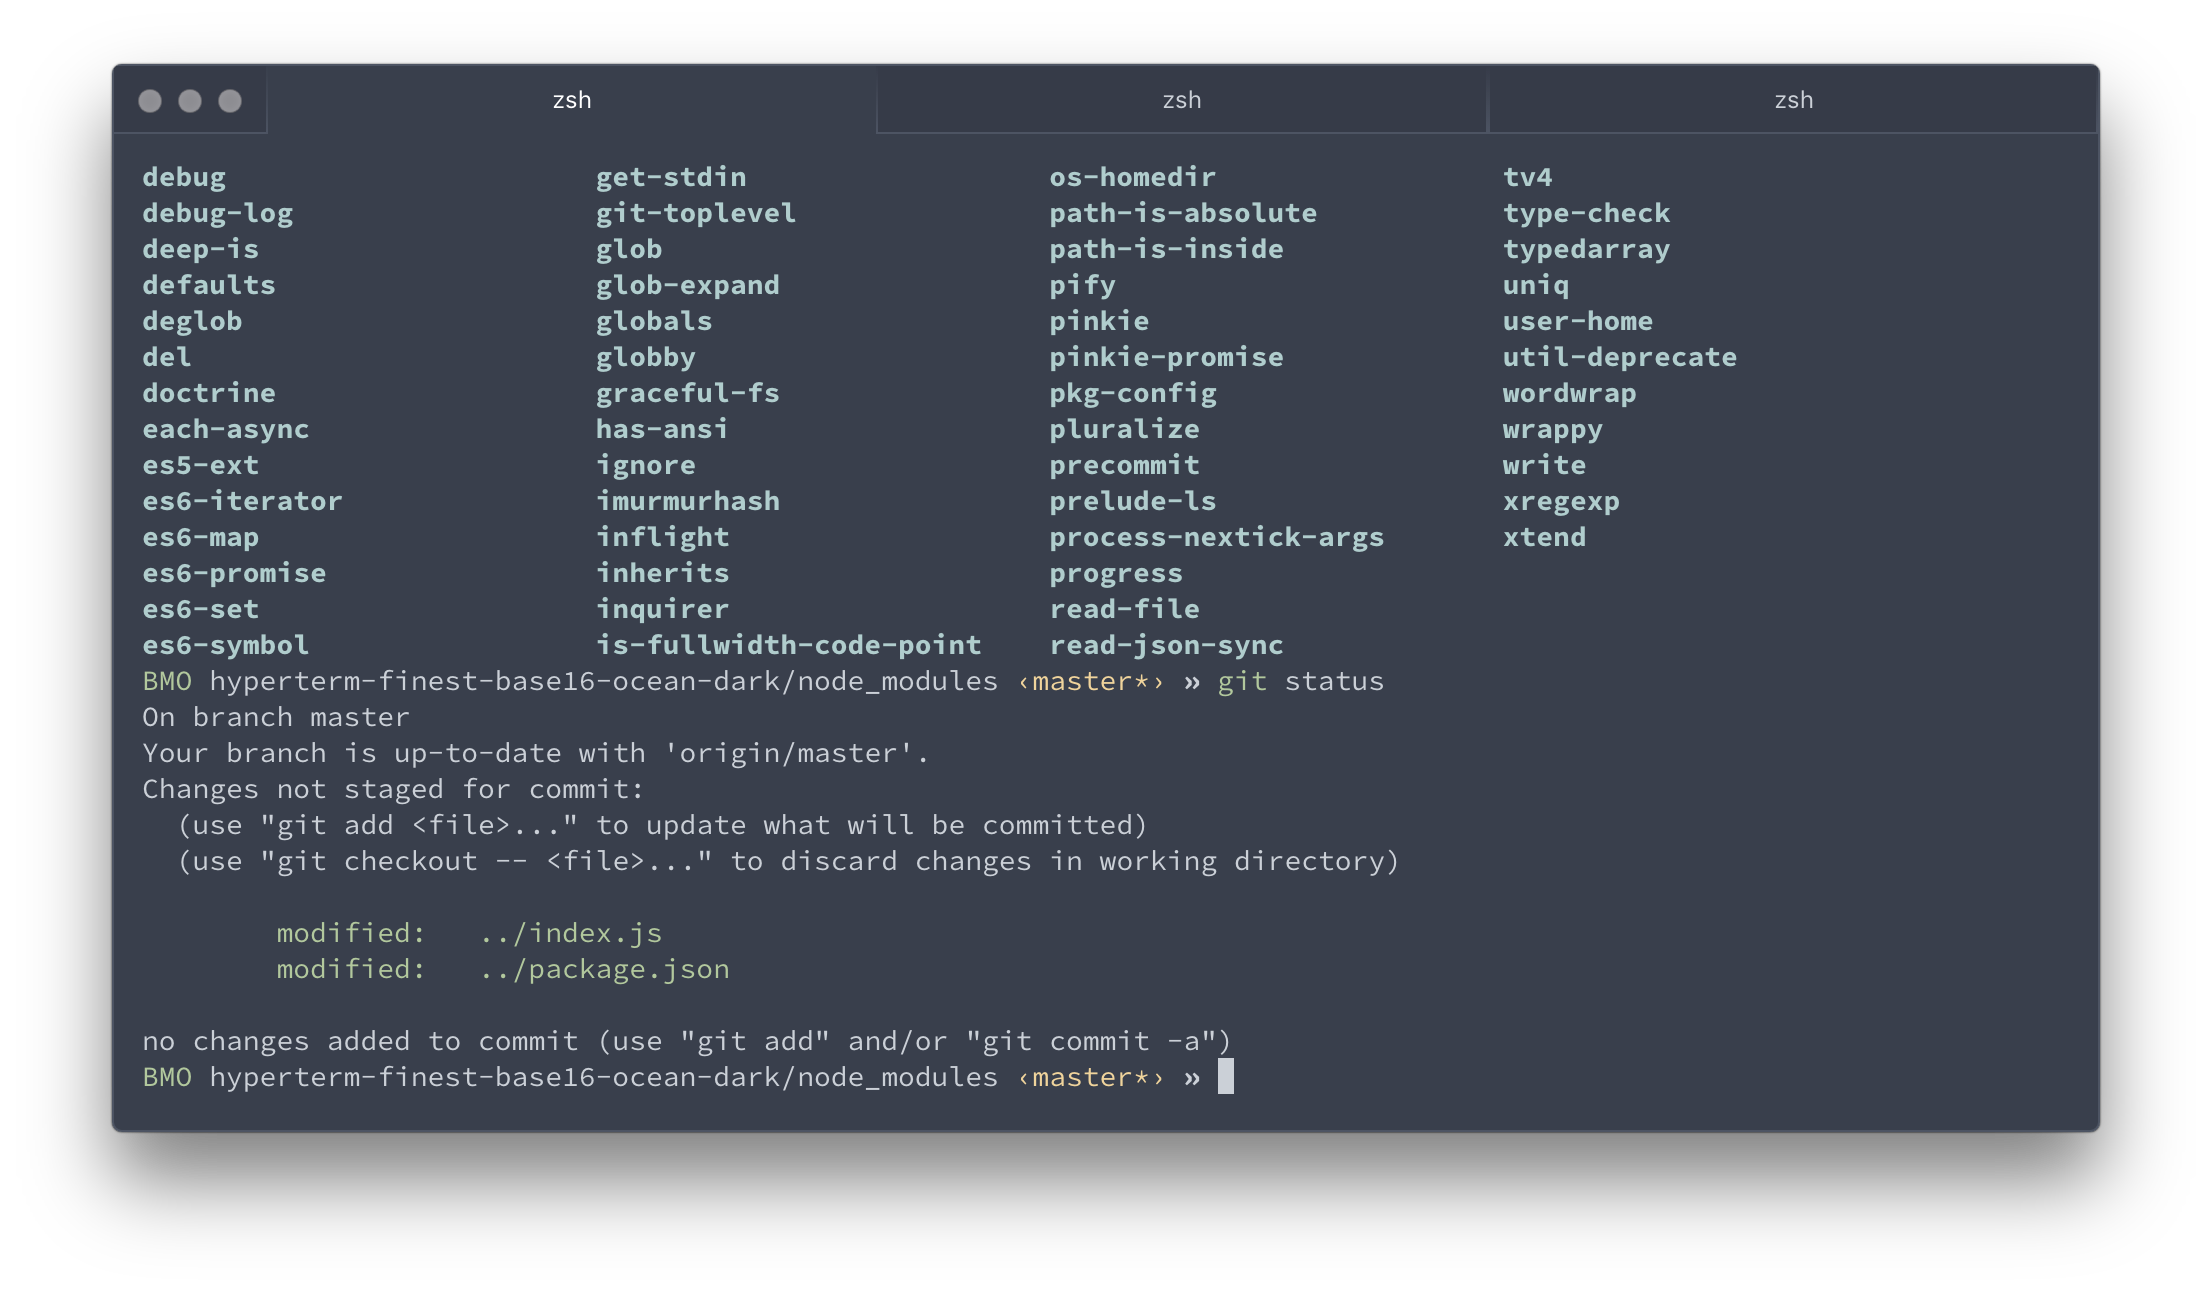 zsh zsh zsh
debug get-stdin os-homedir tv4
debug-log git-toplevel path-is-absolute type-check
deep-is glob path-is-inside typedarray
defaults glob-expand pify uniq
deglob globals pinkie user-home
del globby pinkie-promise util-deprecate
doctrine graceful-fs pkg-config wordwrap
each-async has-ansi pluralize wrappy
es5-ext ignore precommit write
es6-iterator imurmurhash prelude-ls xregexp
es6-map inflight process-nextick-args xtend
es6-promise inherits progress
es6-set inquirer read-file
es6-symbol is-fullwidth-code-point read-json-sync
BMO hyperterm-finest-base16-ocean-dark/node_modules ‹master*› » git status
On branch master
Your branch is up-to-date with 'origin/master'.
Changes not staged for commit:
  (use "git add <file>..." to update what will be committed)
  (use "git checkout -- <file>..." to discard changes in working directory)
        modified:   ../index.js
        modified:   ../package.json
no changes added to commit (use "git add" and/or "git commit -a")
BMO hyperterm-finest-base16-ocean-dark/node_modules ‹master*› »